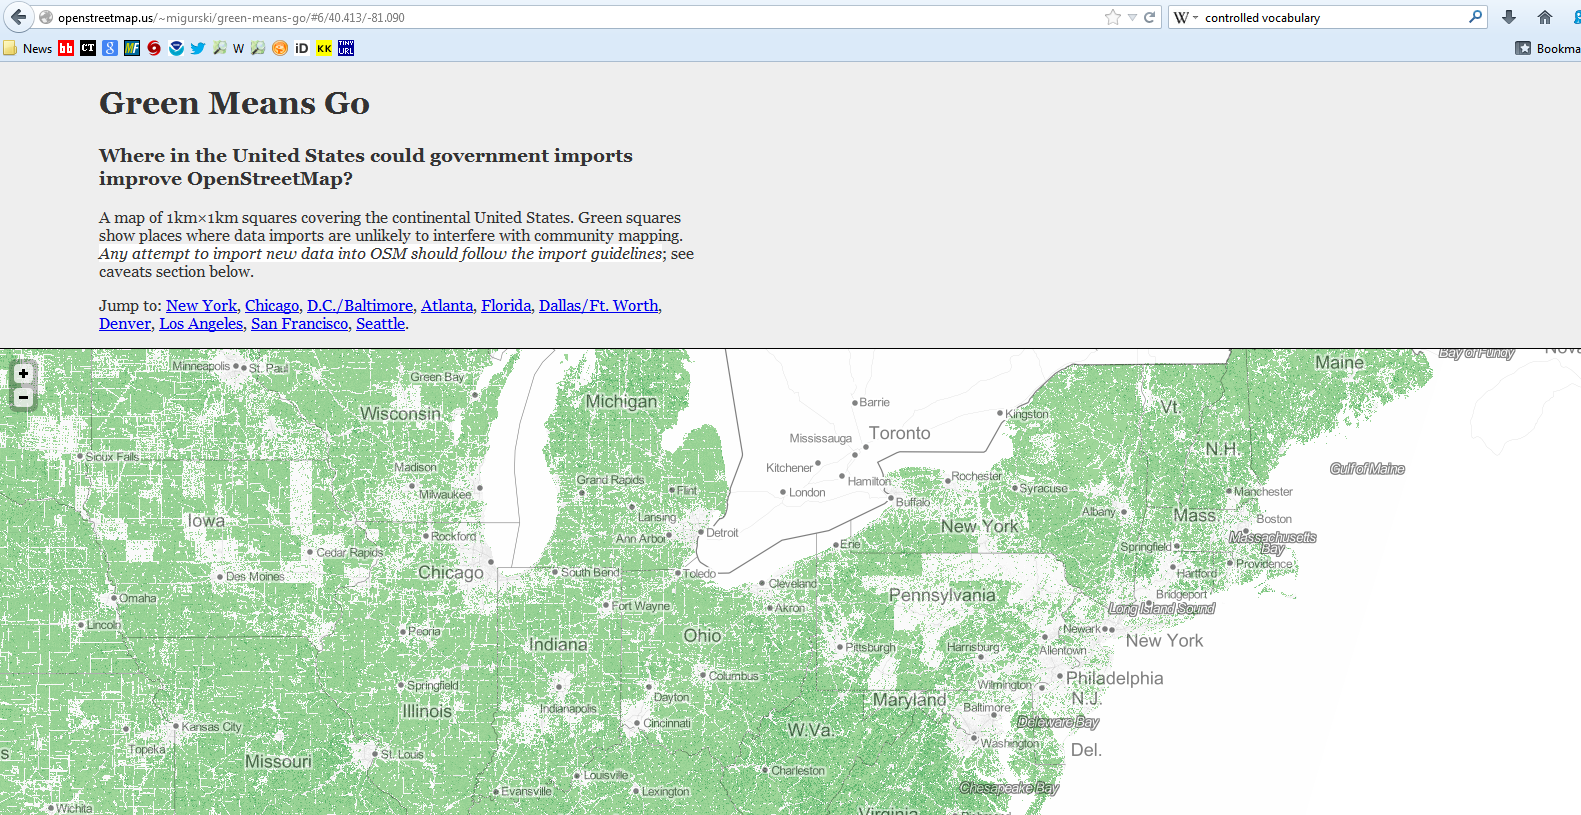 openstreetmap.us/~migurski/green-means-go/#6/40.413/-81.090
W controlled vocabulary
News bb CT 8 MF W iD KK TINY URL Bookma
Green Means Go
Where in the United States could government imports
improve OpenStreetMap?
A map of 1km×1km squares covering the continental United States. Green squares
show places where data imports are unlikely to interfere with community mapping.
Any attempt to import new data into OSM should follow the import guidelines; see
caveats section below.
Jump to: New York, Chicago, D.C./Baltimore, Atlanta, Florida, Dallas/Ft. Worth,
Denver, Los Angeles, San Francisco, Seattle.
+
−
Minneapolis
St. Paul
Green Bay
Wisconsin
Michigan
Barrie
Kingston
Maine
Bay of Fundy
Nova
Vt.
Toronto
Mississauga
N.H.
Sioux Falls
Madison
Milwaukee
Grand Rapids
Flint
Kitchener
London
Hamilton
Rochester
Buffalo
Syracuse
Gulf of Maine
Manchester
Iowa
Lansing
Ann Arbor
Detroit
New York
Albany
Mass.
Boston
Massachusetts
Bay
Rockford
Cedar Rapids
Chicago
Des Moines
South Bend
Toledo
Erie
Cleveland
Springfield
Hartford
Providence
Omaha
Lincoln
Fort Wayne
Akron
Pennsylvania
Bridgeport
Long Island Sound
Peoria
Indiana
Ohio
Pittsburgh
Harrisburg
Allentown
Newark
New York
Springfield
Illinois
Indianapolis
Dayton
Columbus
Cincinnati
Wilmington
Philadelphia
N.J.
Maryland
Baltimore
Delaware Bay
Kansas City
Topeka
St. Louis
Missouri
W.Va.
Washington
Del.
s
Wichita
Evansville
Louisville
Lexington
Charleston
Chesapeake Bay
Virginia
Richmond